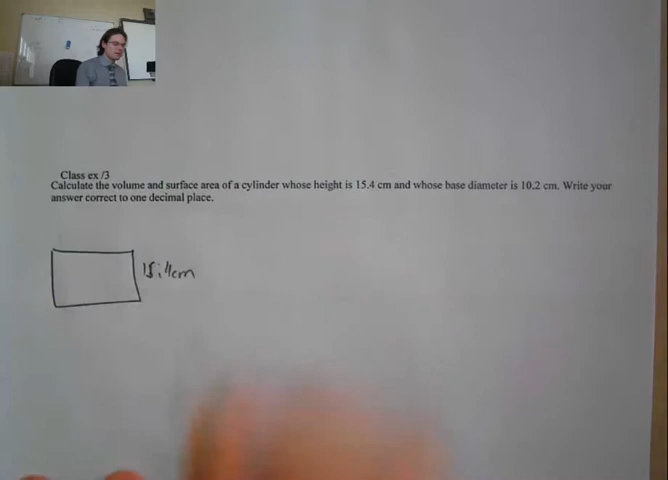 Class ex /3
Calculate the volume and surface area of a cylinder whose height is 15.4 cm and whose base diameter is 10.2 cm. Write your
answer correct to one decimal place.
15,4cm